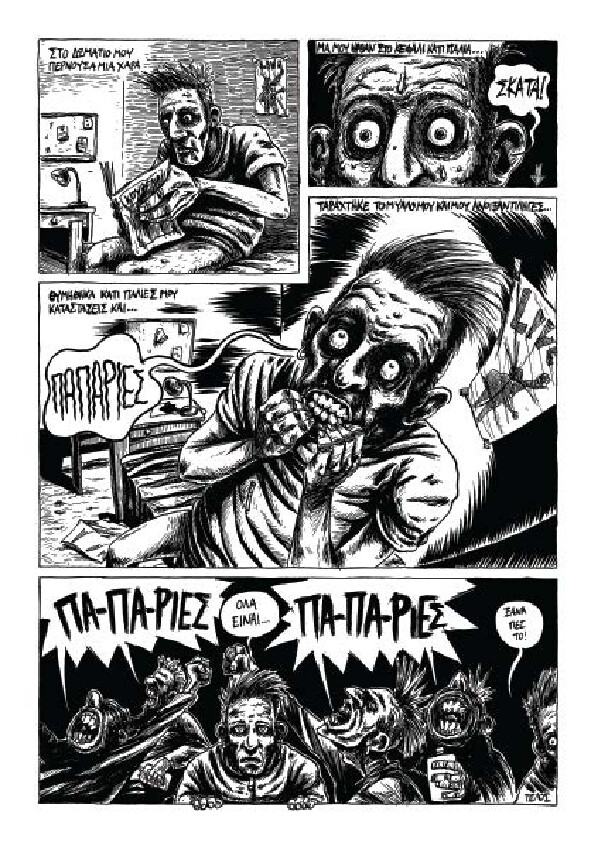 ΣΤΟ ΔΩΜΑΤΙΟ ΜΟΥ
ΠΕΡΝΟΥΣΑ ΜΙΑ ΧΑΡΑ
LIVE
ΜΑ ΜΟΥ ΗΡΘΑΝ ΣΤΟ ΚΕΦΑΛΙ ΚΑΤΙ ΠΑΛΙΑ....
ΣΚΑΤΑ!
ΤΑΡΑΧΤΗΚΕ ΤΟ ΜΥΑΛΟ ΜΟΥ ΚΑΙ ΜΟΥ ΑΝΟΙΞΑΝ ΠΛΗΓΕΣ...
ΘΥΜΗΘΗΚΑ ΚΑΤΙ ΠΑΛΙΕΣ ΜΟΥ
ΚΑΤΑΣΤΑΣΕΙΣ ΚΑΙ...
ΠΑΠΑΡΙΕΣ
LIVE
ΠΑ-ΠΑ-ΡΙΕΣ
ΟΛΑ
ΕΙΝΑΙ...
ΠΑ-ΠΑ-ΡΙΕΣ
ΞΑΝΑ
ΠΕΣ
ΤΟ!
ΤΕΛΟΣ